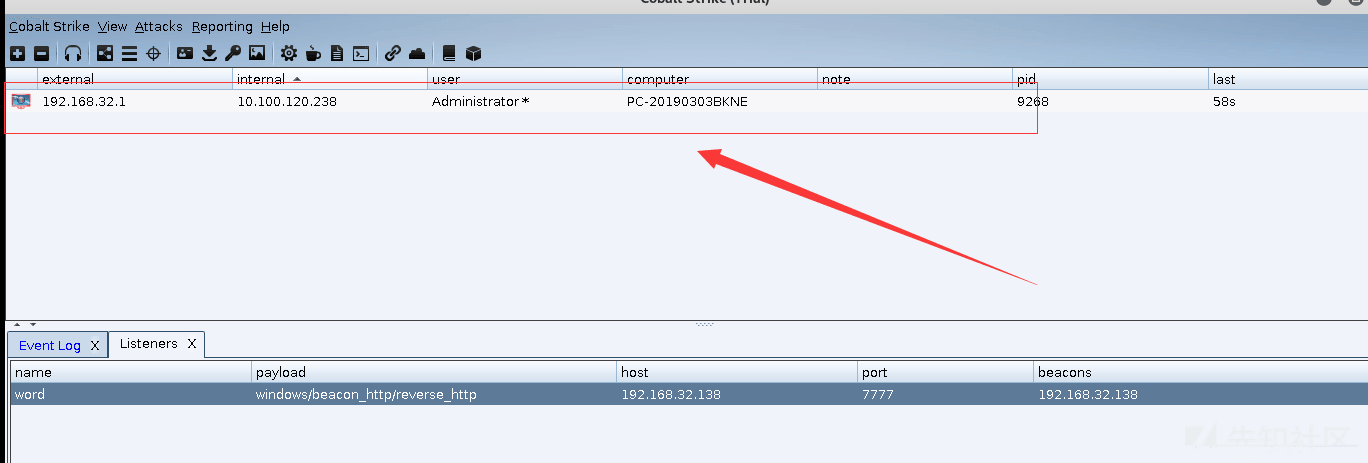 Cobalt Strike (Trial)
Cobalt Strike View Attacks Reporting Help
external internal user computer note pid last
192.168.32.1 10.100.120.238 Administrator * PC-20190303BKNE 9268 58s
Event Log X Listeners X
name payload host port beacons
word windows/beacon_http/reverse_http 192.168.32.138 7777 192.168.32.138
先知社区